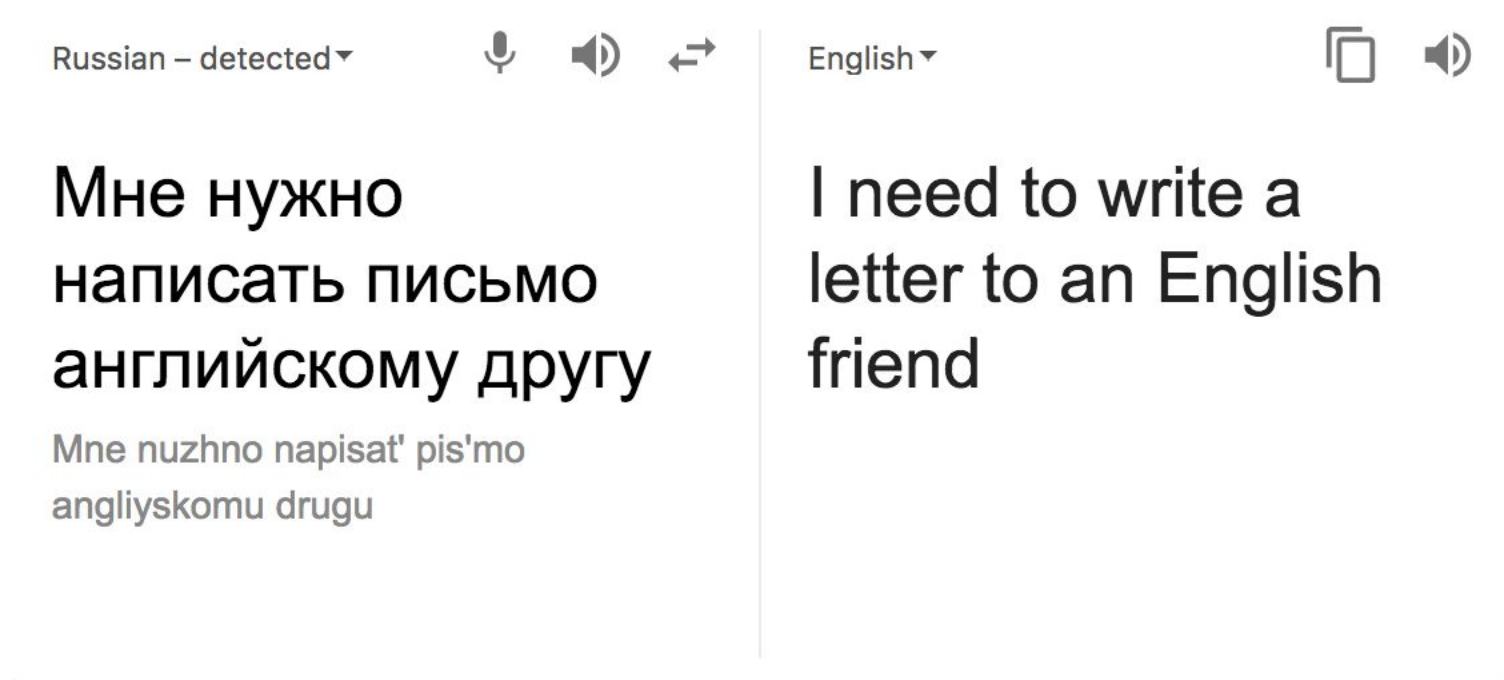 Russian – detected
Мне нужно
написать письмо
английскому другу
Mne nuzhno napisat' pis'mo
angliyskomu drugu
English
I need to write a
letter to an English
friend